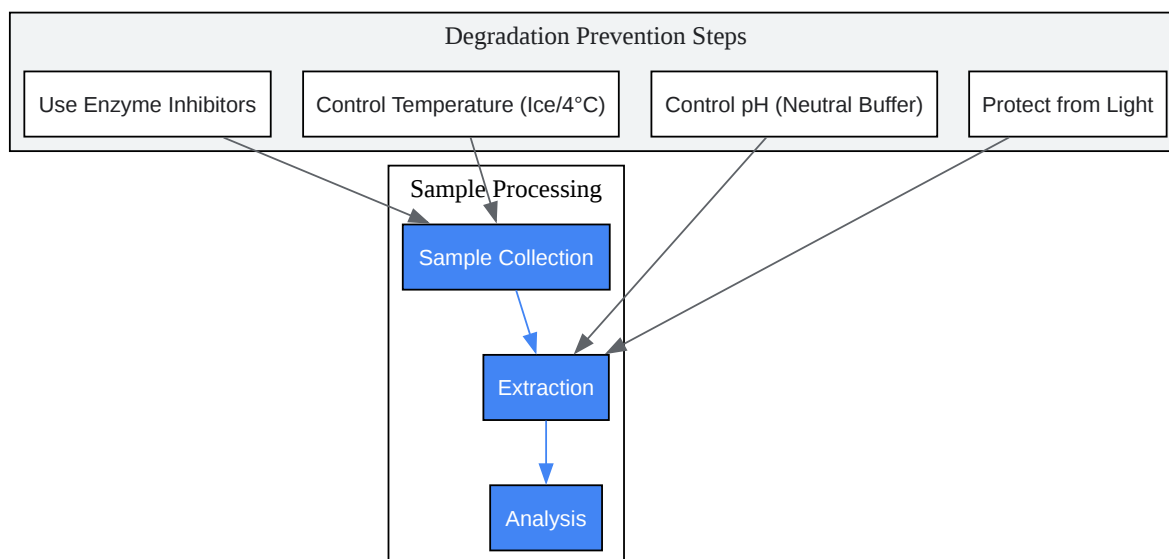 Degradation Prevention Steps
Use Enzyme Inhibitors
Control Temperature (Ice/4°C)
Control pH (Neutral Buffer)
Protect from Light
Sample Processing
Sample Collection
Extraction
Analysis